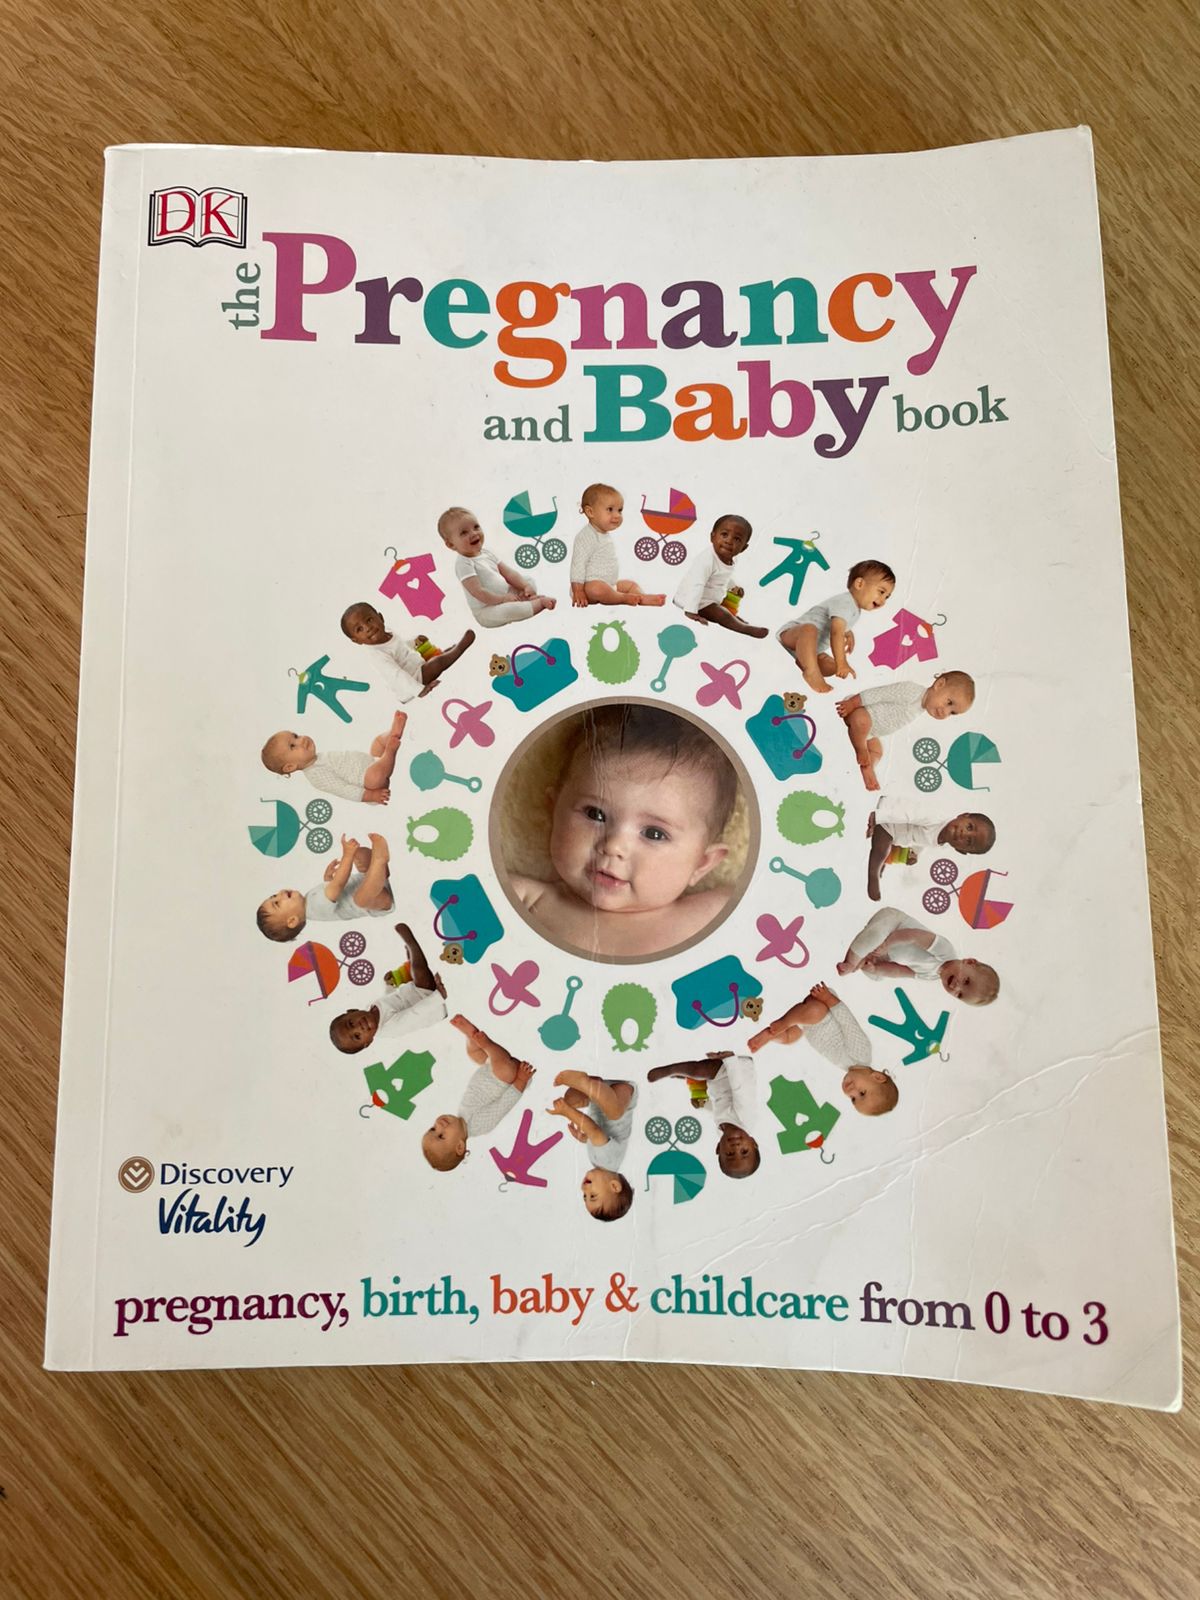 DK
the Pregnancy
and Baby book
Discovery
Vitality
pregnancy, birth, baby & childcare from 0 to 3